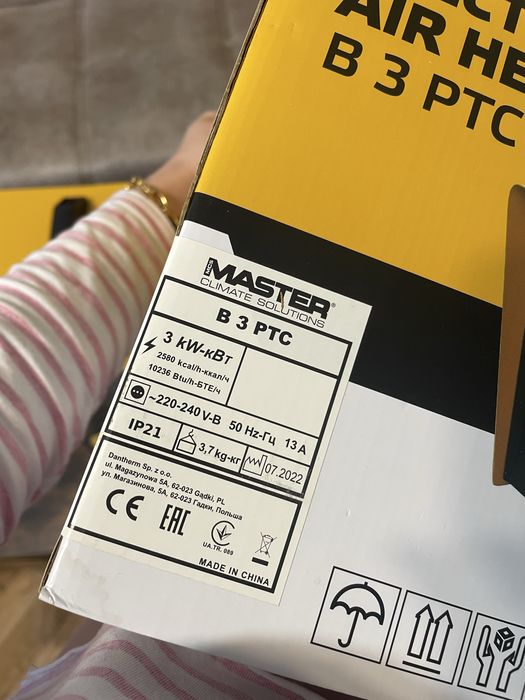 AIR HE
B 3 PTC
MASTER®
CLIMATE SOLUTIONS
B 3 PTC
3 kW-кВт
2580 kcal/h-ккал/ч
10236 Btu/h-БТЕ/ч
~220-240 V-В 50 Hz-Гц 13 A
IP21
3,7 kg-кг
07.2022
Dantherm Sp. z o.o.
ul. Magazynowa 5A, 62-023 Gądki, PL
ул. Магазинова, 5A, 62-023 Гадки, Польша
CE EAC
UA.TR. 089
MADE IN CHINA